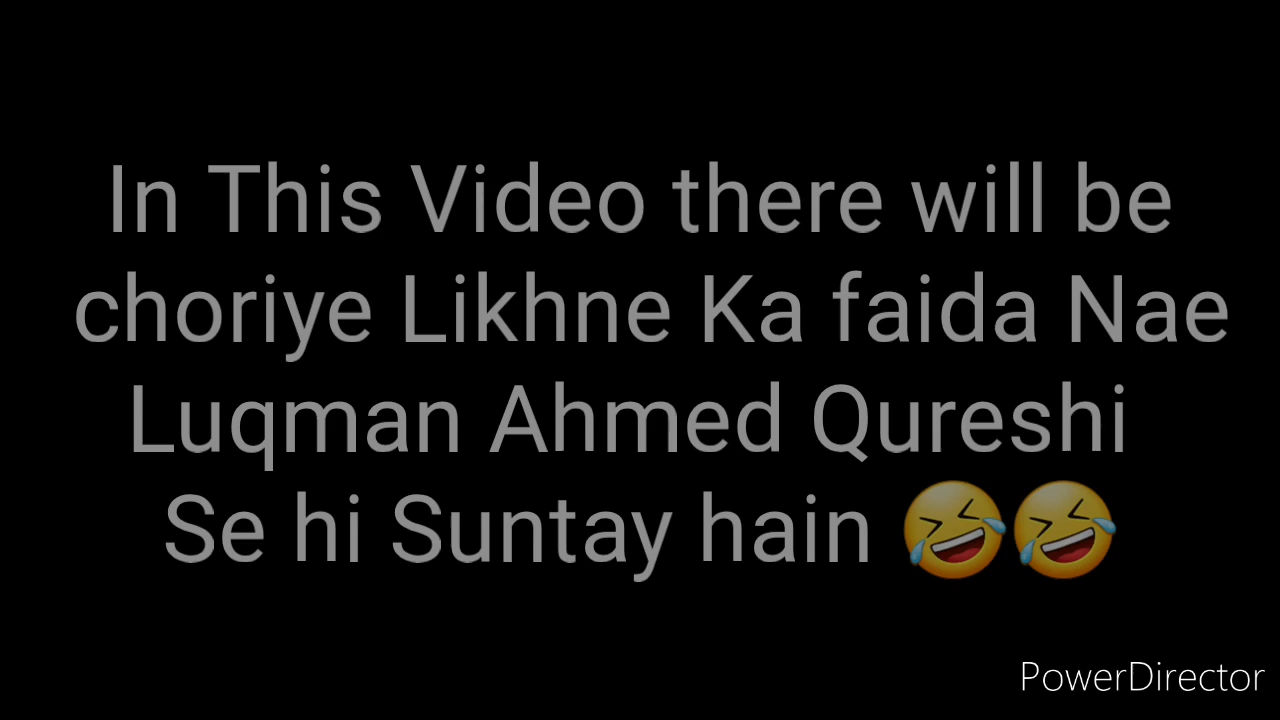 In This Video there will be
choriye Likhne Ka faida Nae
Luqman Ahmed Qureshi
Se hi Suntay hain 🤣🤣
PowerDirector